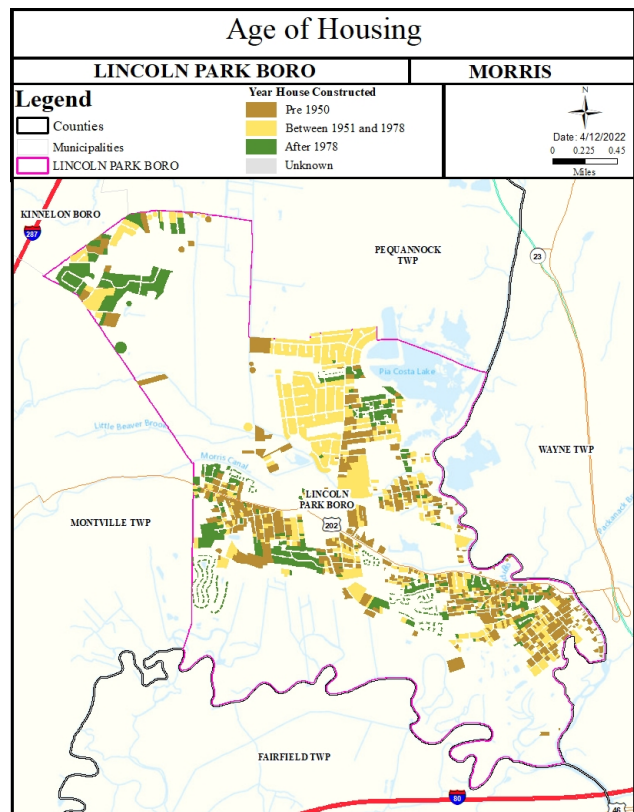 Age of Housing
LINCOLN PARK BORO
MORRIS
Legend
Counties
Municipalities
LINCOLN PARK BORO
Year House Constructed
Pre 1950
Between 1951 and 1978
After 1978
Unknown
N
Date: 4/12/2022
0 0.225 0.45
Miles
KINNELON BORO
287
PEQUANNOCK
TWP
23
Pia Costa Lake
Little Beaver Brook
WAYNE TWP
Morris Canal
LINCOLN
PARK BORO
202
MONTVILLE TWP
FAIRFIELD TWP
80
46